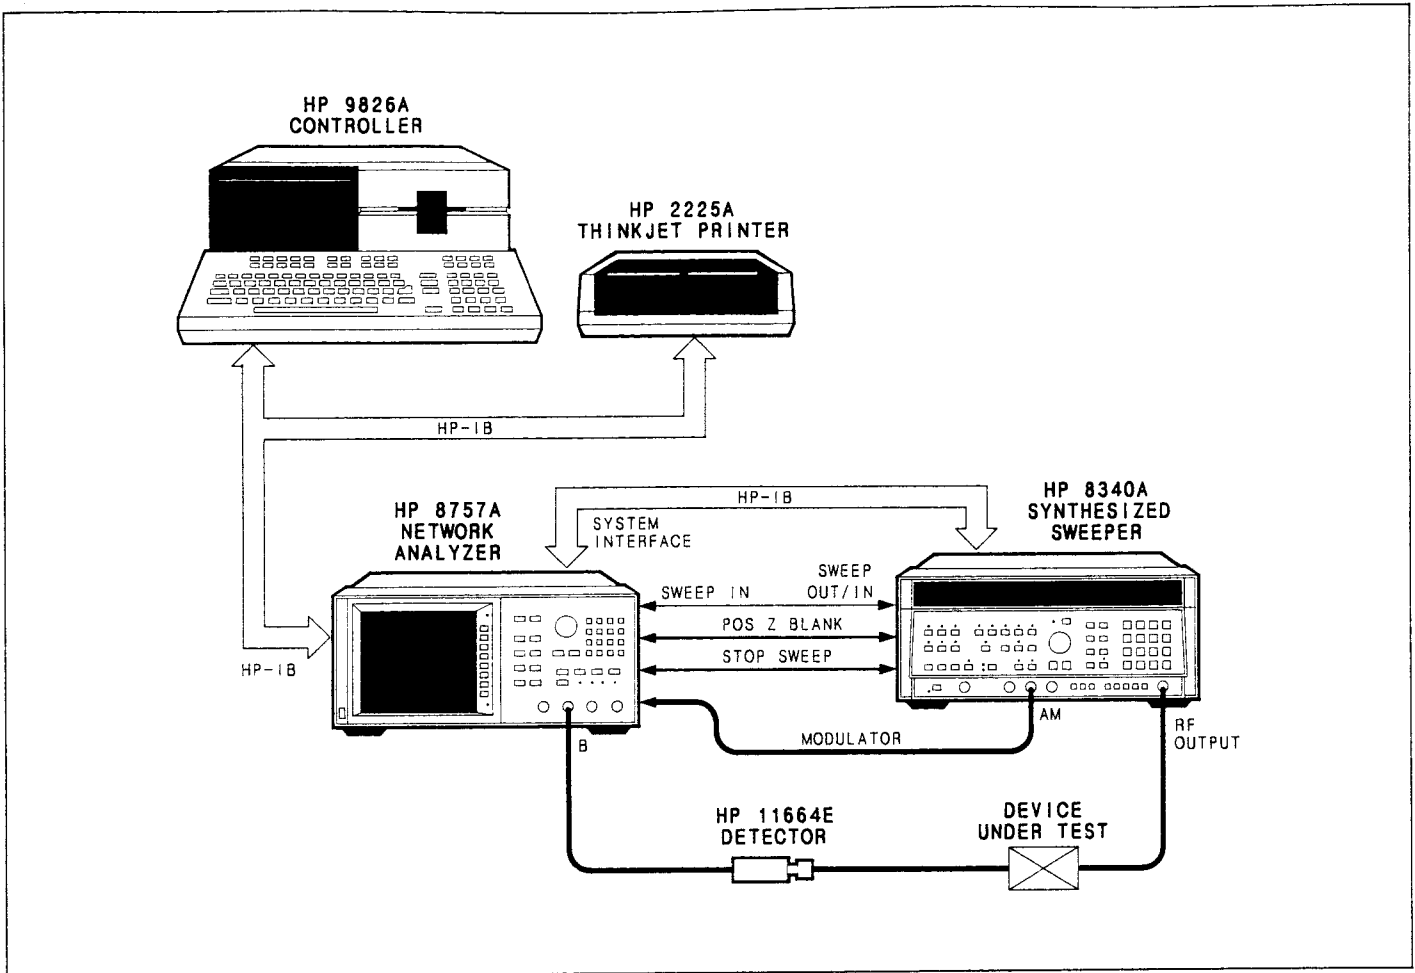 HP 9826A
CONTROLLER
HP 2225A
THINKJET PRINTER
HP-IB
HP-IB
HP 8340A
SYNTHESIZED
SWEEPER
HP 8757A
NETWORK
ANALYZER
SYSTEM
INTERFACE
SWEEP IN
SWEEP
OUT/IN
POS Z BLANK
STOP SWEEP
HP-IB
MODULATOR
AM
RF
OUTPUT
B
HP 11664E
DETECTOR
DEVICE
UNDER TEST